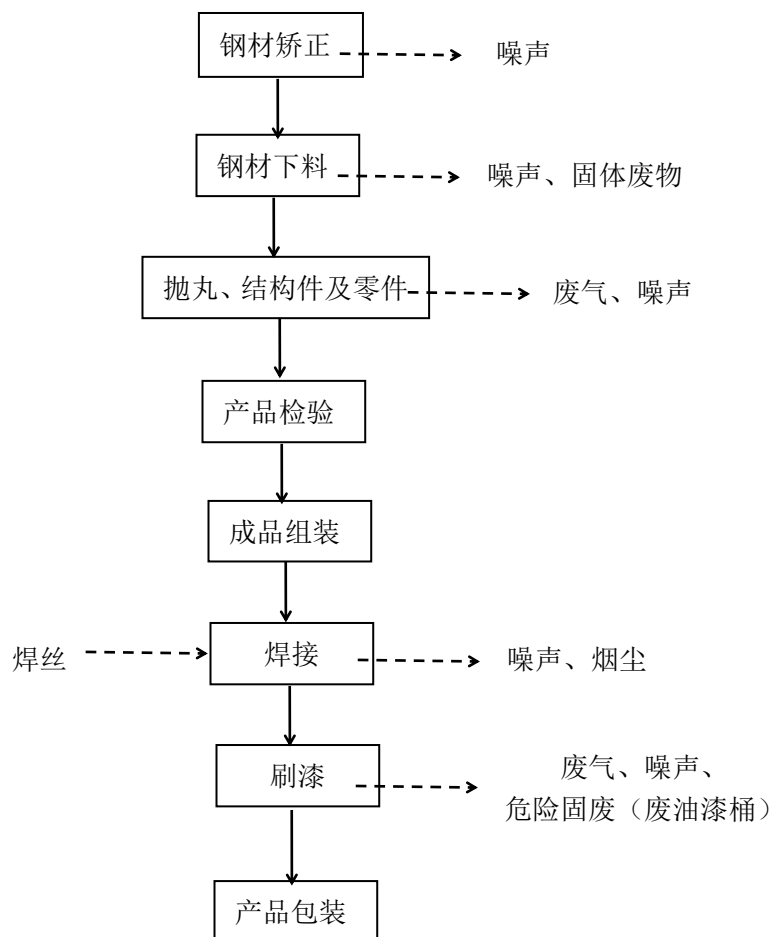 钢材矫正
噪声
钢材下料
噪声、固体废物
抛丸、结构件及零件
废气、噪声
产品检验
成品组装
焊丝
焊接
噪声、烟尘
刷漆
废气、噪声、
危险固废（废油漆桶）
产品包装